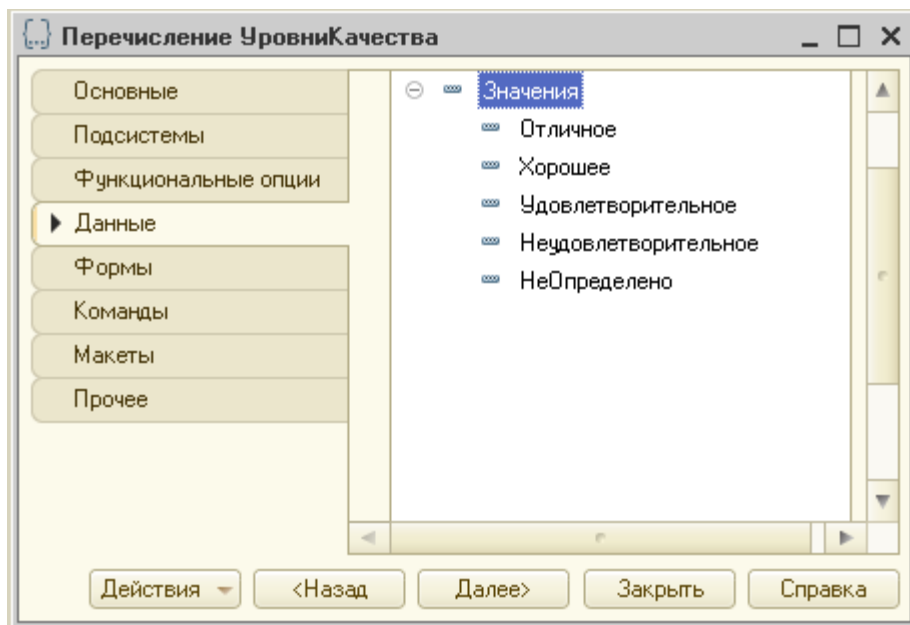 Перечисление УровниКачества
Основные
Подсистемы
Функциональные опции
Данные
Формы
Команды
Макеты
Прочее
Значения
Отличное
Хорошее
Удовлетворительное
Неудовлетворительное
НеОпределено
Действия
<Назад
Далее>
Закрыть
Справка